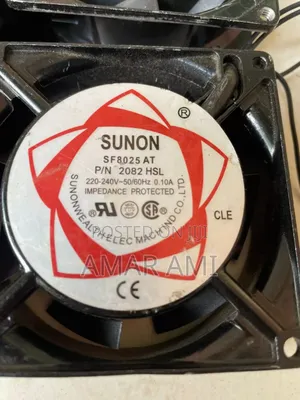 ®
SUNON
SF8025 AT
P/N 2082 HSL
220-240V~50/60Hz 0.10A
IMPEDANCE PROTECTED
SUNONWEALTH ELEC MACH IND CO., LTD.
CLE
POSTED ON JIJI
AMAR AMI
CE